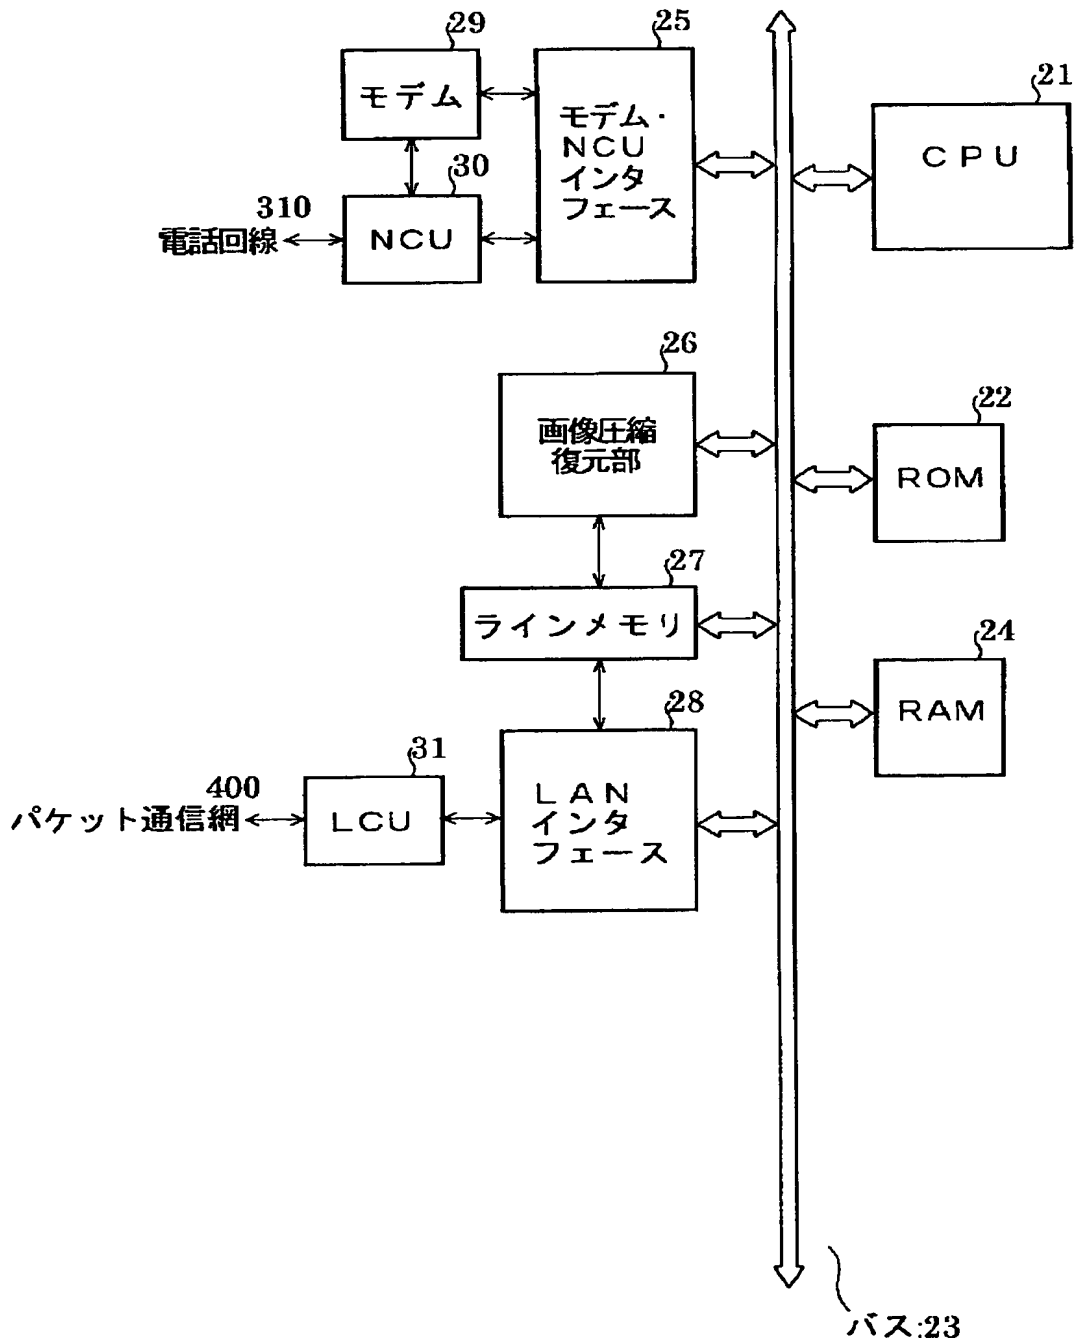 29
モデム
25
モデム・
NCU
インタ
フェース
21
CPU
30
NCU
310
電話回線
26
画像圧縮
復元部
22
ROM
27
ラインメモリ
24
RAM
28
LAN
インタ
フェース
31
LCU
400
パケット通信網
バス:23